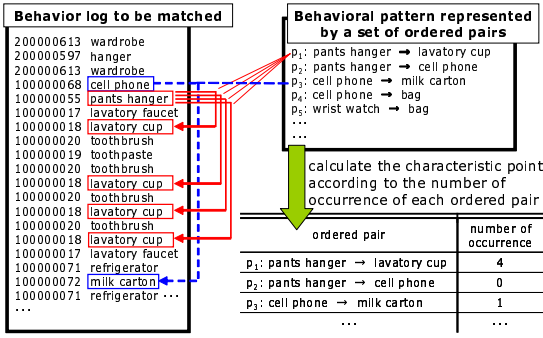 Behavior log to be matched
200000613 wardrobe
200000597 hanger
200000613 wardrobe
100000068 cell phone
100000055 pants hanger
100000017 lavatory faucet
100000018 lavatory cup
100000020 toothbrush
100000019 toothpaste
100000020 toothbrush
100000018 lavatory cup
100000020 toothbrush
100000018 lavatory cup
100000020 toothbrush
100000018 lavatory cup
100000017 lavatory faucet
100000071 refrigerator
100000072 milk carton
100000071 refrigerator ...
...
Behavioral pattern represented
by a set of ordered pairs
p1: pants hanger → lavatory cup
p2: pants hanger → cell phone
p3: cell phone → milk carton
p4: cell phone → bag
p5: wrist watch → bag
...
...
calculate the characteristic point
according to the number of
occurrence of each ordered pair
ordered pair number of occurrence
p1: pants hanger → lavatory cup 4
p2: pants hanger → cell phone 0
p3: cell phone → milk carton 1
... ...